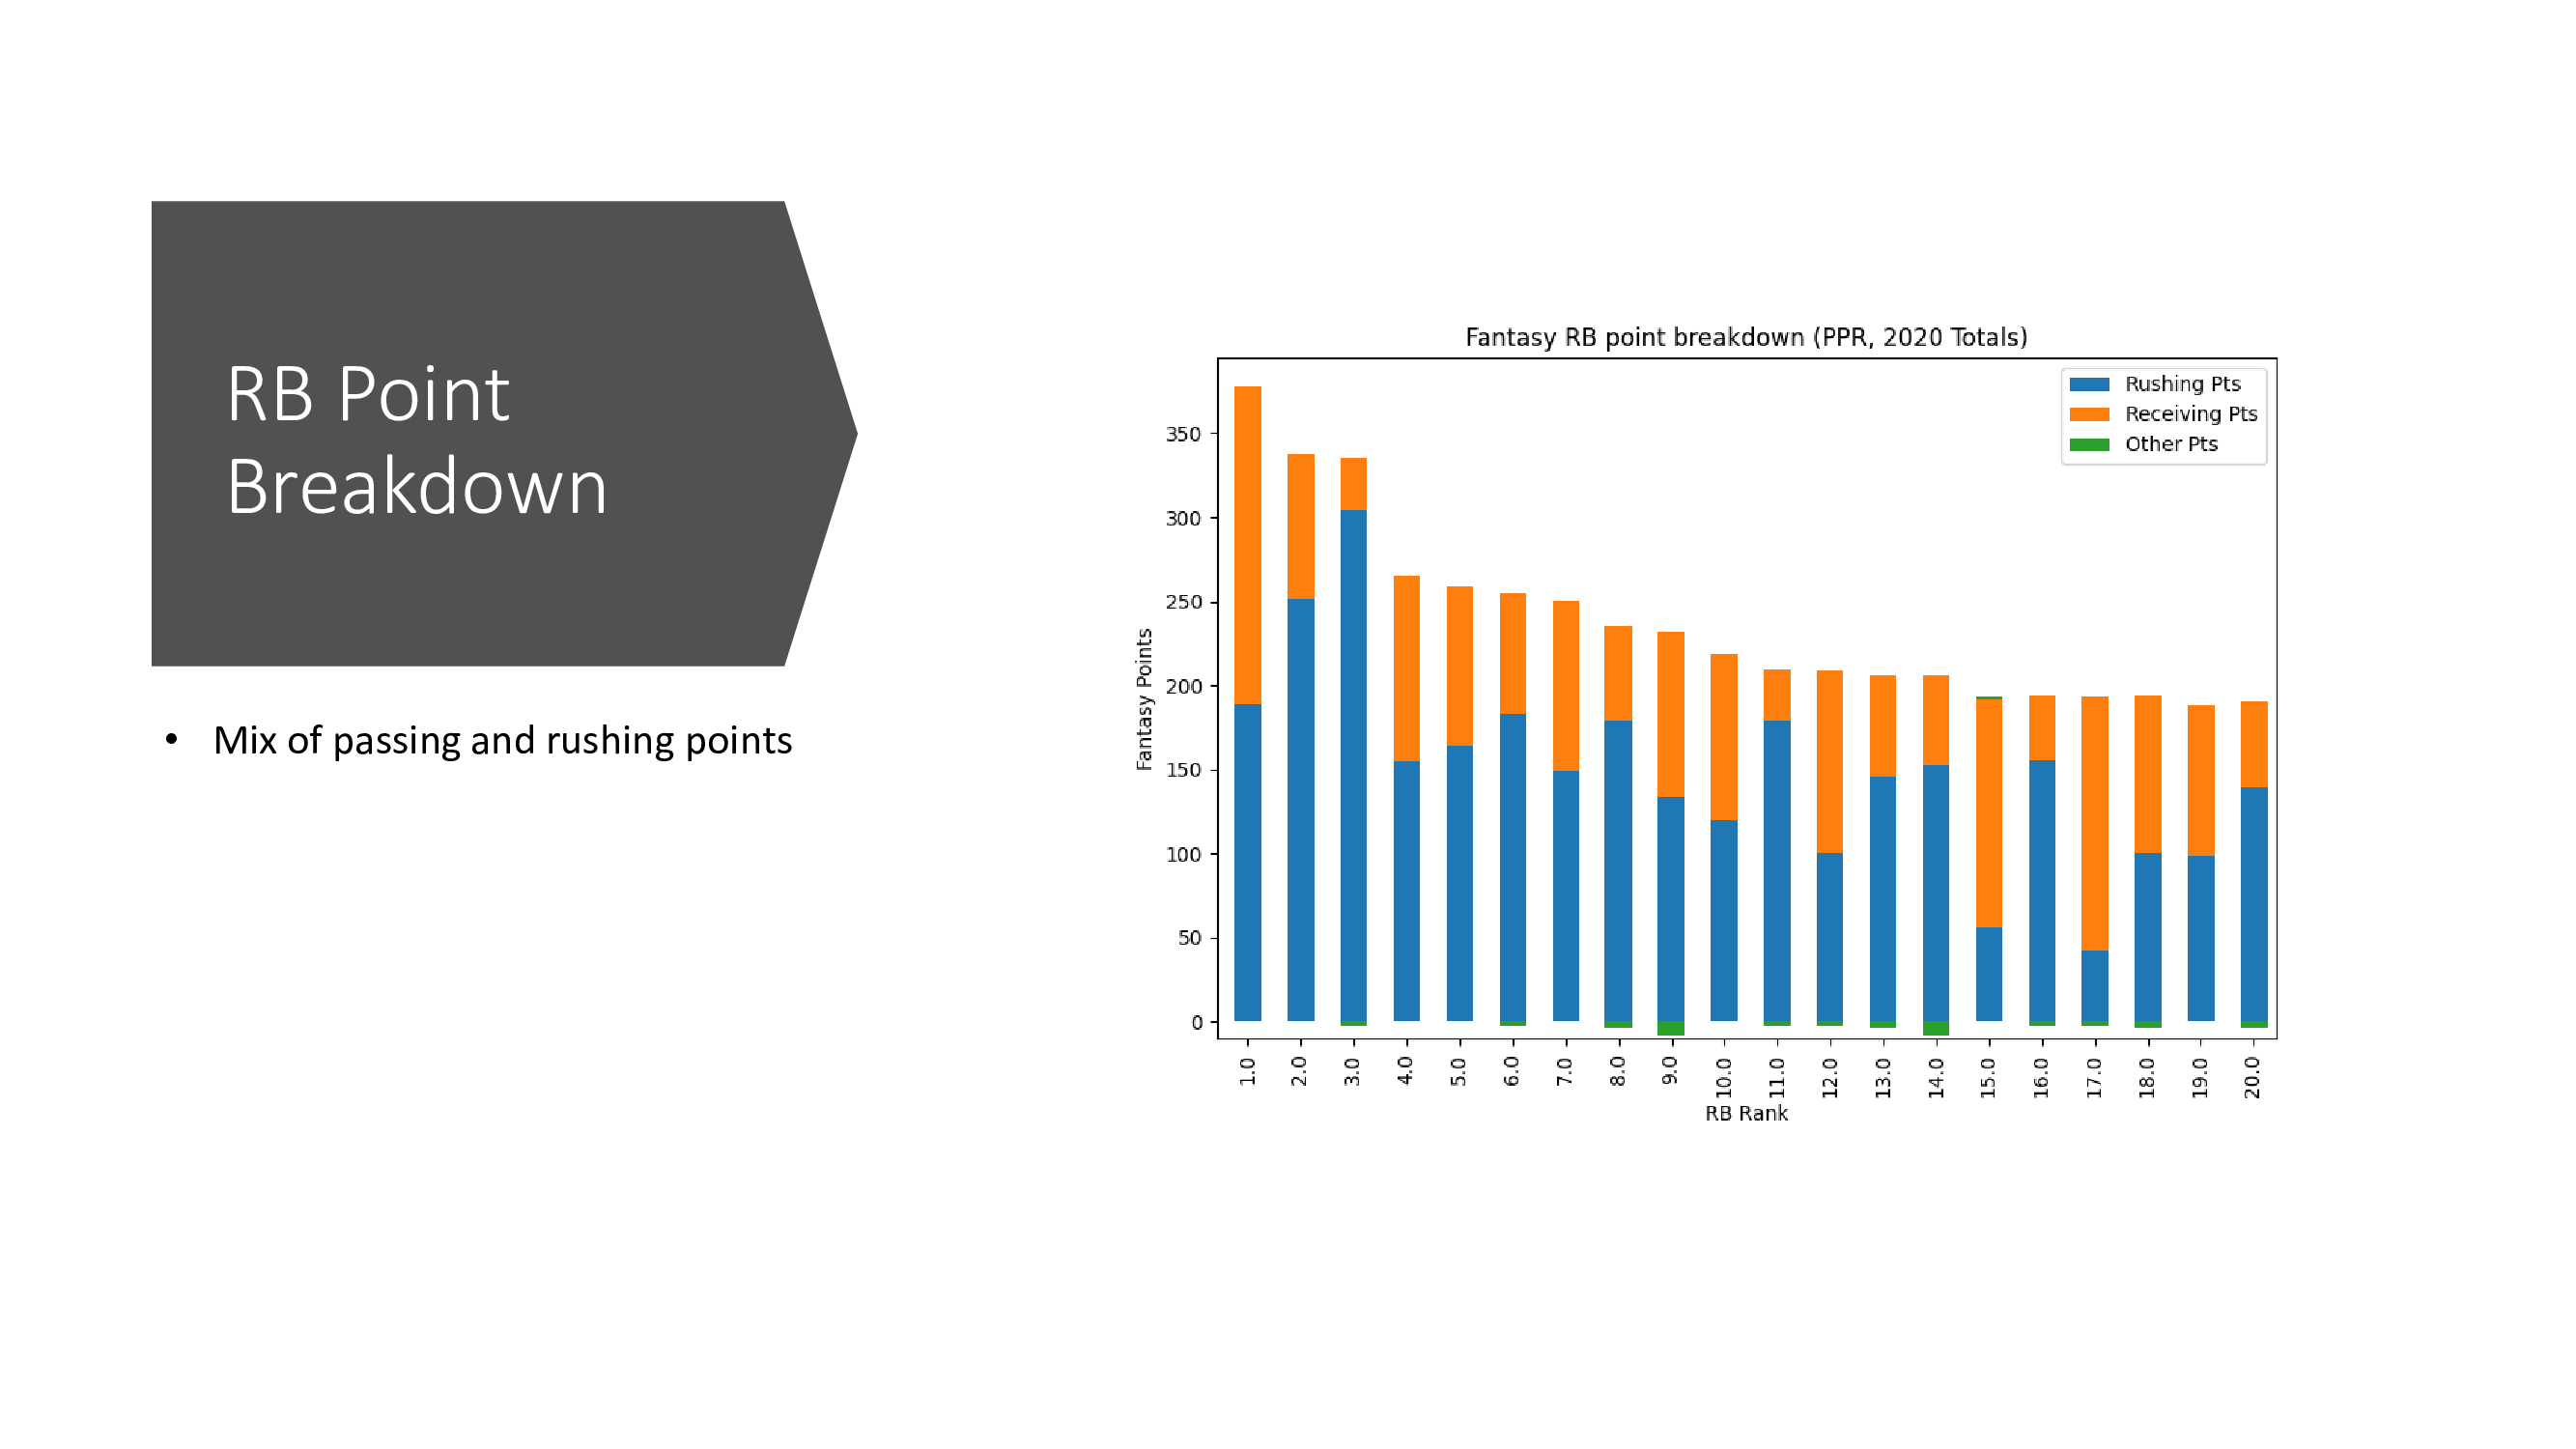 RB Point
Breakdown
• Mix of passing and rushing points
Fantasy RB point breakdown (PPR, 2020 Totals)
Rushing Pts
Receiving Pts
Other Pts
Fantasy Points
350
300
250
200
150
100
50
0
1.0 2.0 3.0 4.0 5.0 6.0 7.0 8.0 9.0 10.0 11.0 12.0 13.0 14.0 15.0 16.0 17.0 18.0 19.0 20.0
RB Rank